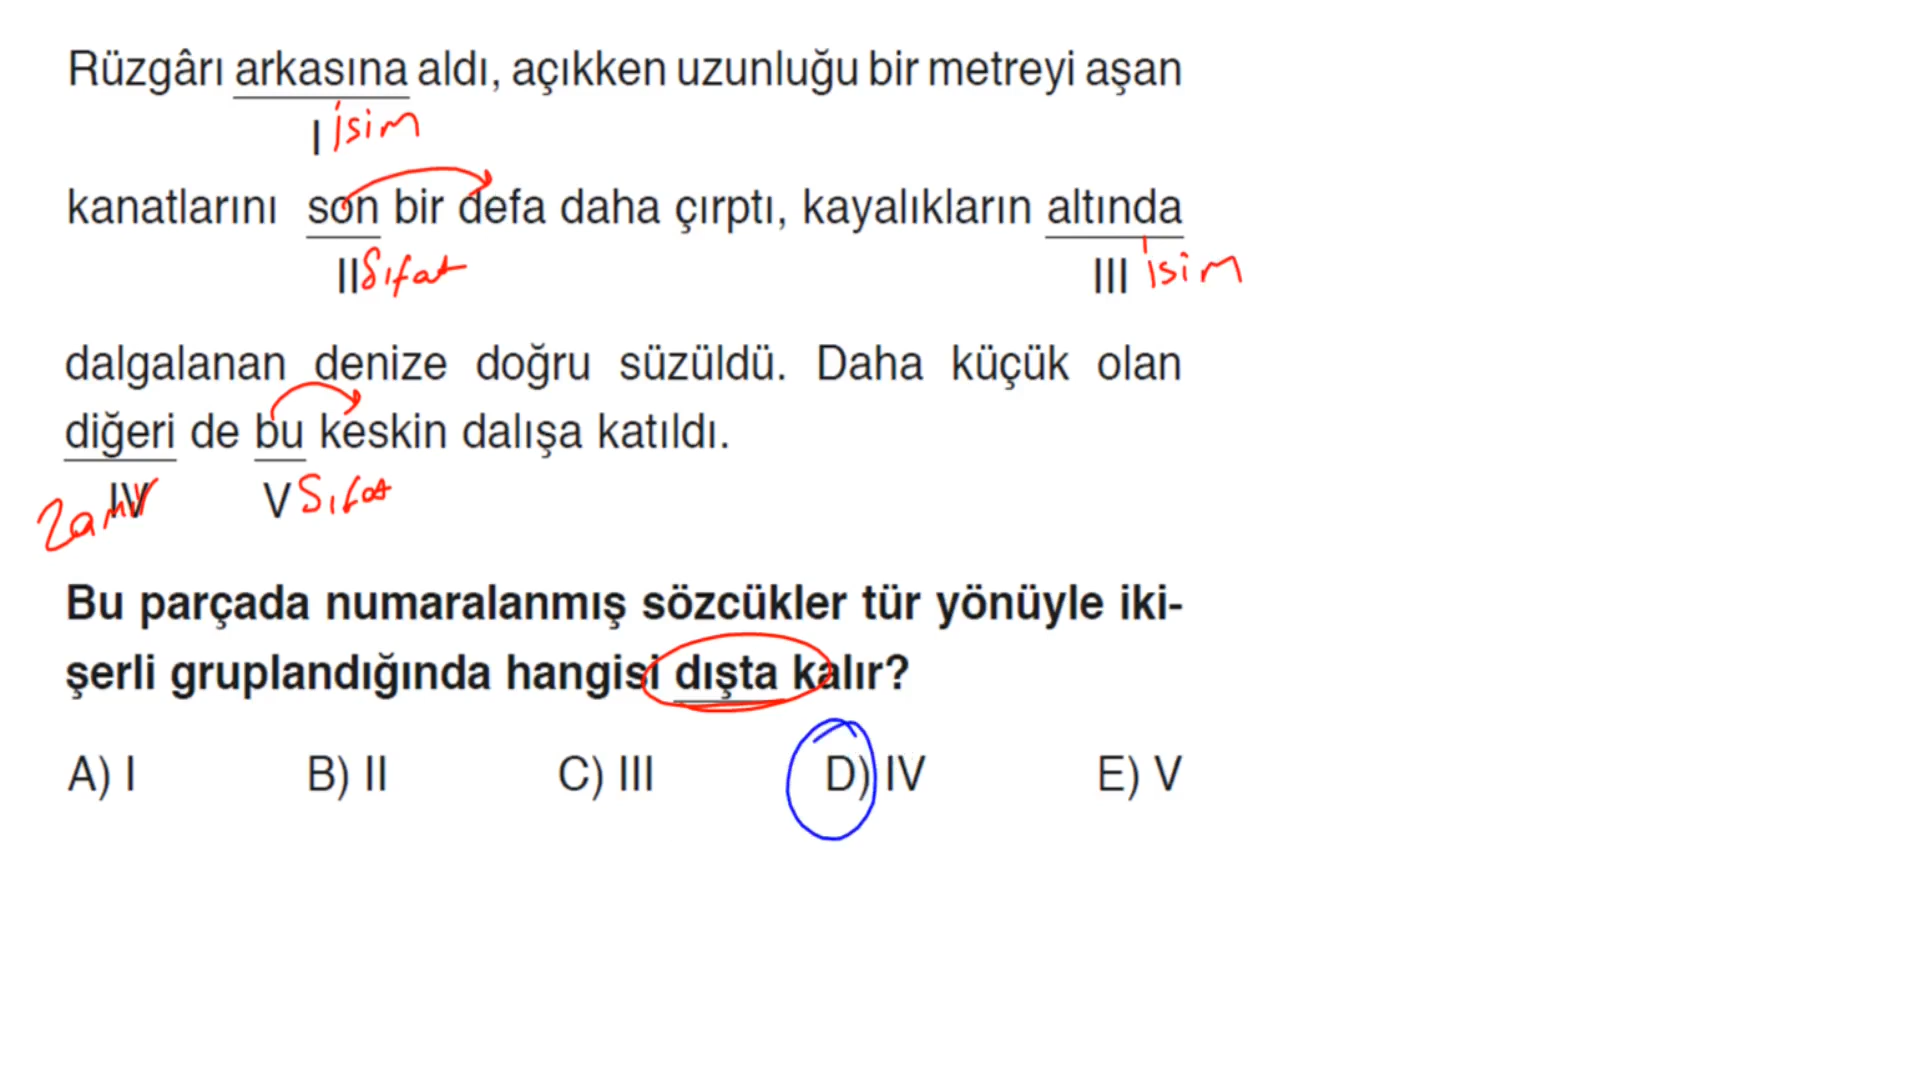 Rüzgârı arkasına aldı, açıkken uzunluğu bir metreyi aşan
I isim
kanatlarını son bir defa daha çırptı, kayalıkların altında
II Sıfat III isim
dalgalanan denize doğru süzüldü. Daha küçük olan
diğeri de bu keskin dalışa katıldı.
IV Zamir V Sıfat
Bu parçada numaralanmış sözcükler tür yönüyle iki-
şerli gruplandığında hangisi dışta kalır?
A) I B) II C) III D) IV E) V